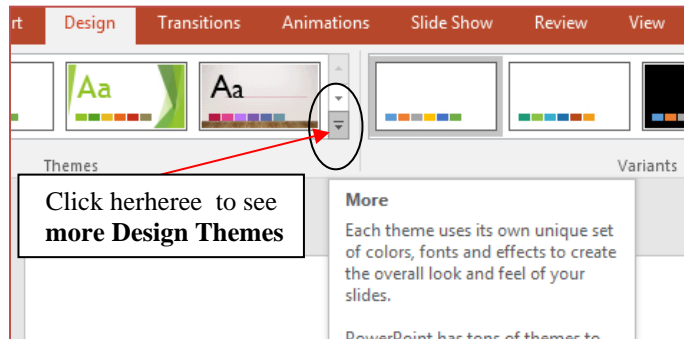 rt Design Transitions Animations Slide Show Review View
Aa Aa
Themes Variants
Click herheree to see
more Design Themes
More
Each theme uses its own unique set
of colors, fonts and effects to create
the overall look and feel of your
slides.
PowerPoint has tons of themes to